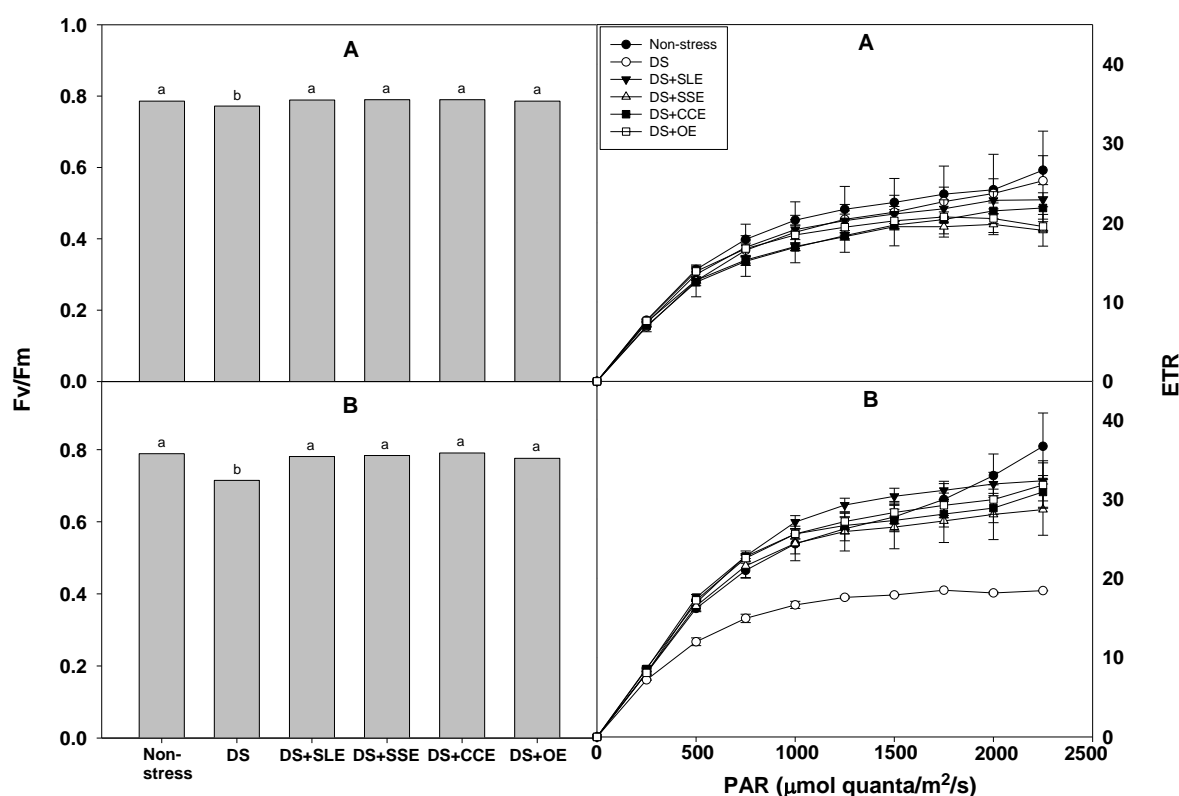 1.0
0.8
0.6
0.4
0.2
0.0
A
a
b
a
a
a
a
A
Non-stress
DS
DS+SLE
DS+SSE
DS+CCE
DS+OE
40
30
20
10
0
Fv/Fm
ETR
0.8
0.6
0.4
0.2
0.0
B
a
b
a
a
a
a
B
40
30
20
10
0
Non-
stress
DS
DS+SLE
DS+SSE
DS+CCE
DS+OE
0
500
1000
1500
2000
2500
PAR (μmol quanta/m²/s)